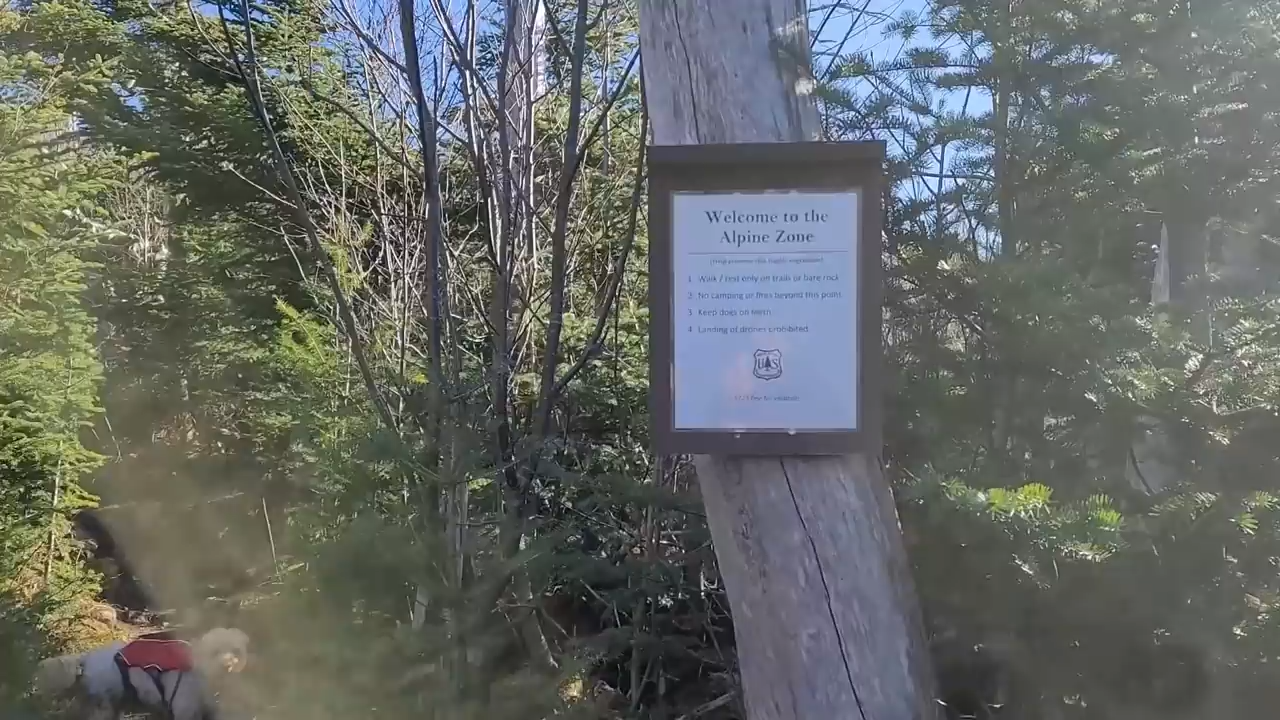 Welcome to the
Alpine Zone
1 Walk / rest only on trails or bare rock
2 No camping or fires beyond this point
3 Keep dogs on leash
4 Landing of drones prohibited
US